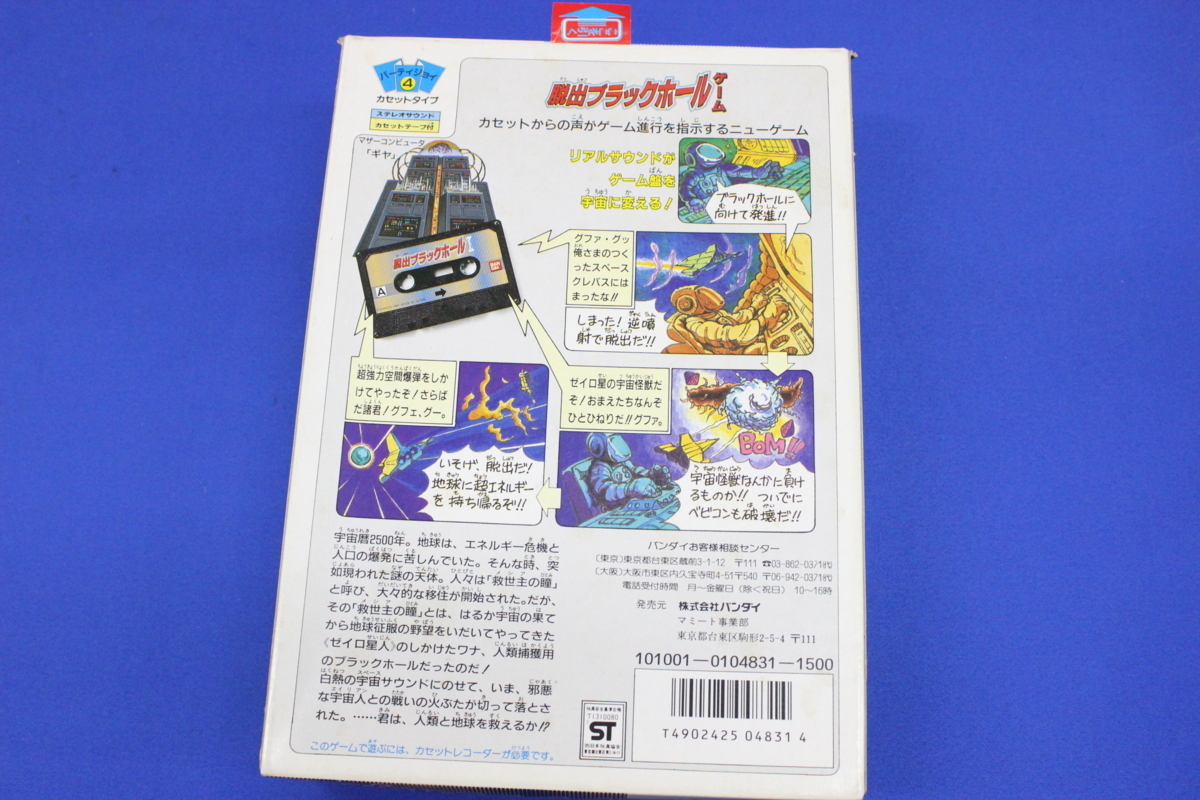 パーティジョイ
4
カセットタイプ
ステレオサウンド
カセットテープ付
マザーコンピュータ
「ギヤ」
脱出ブラックホールゲーム
カセットからの声がゲーム進行を指示するニューゲーム
リアルサウンドが
ゲーム盤を
宇宙に変える!
ブラックホールに
向けて発進!!
脱出ブラックホールI
A
グファ・グッ
俺さまのつく
ったスペース
クレバスには
まったな!!
しまった!逆噴
射で脱出だ!!
セイロ星の宇宙怪獣だ
ぞ!おまえたちなんぞ
ひとひねりだ!!グファ。
BOM!!
宇宙怪獣なんかに負け
るものか!!ついでに
ベビコンも破壊だ!!
超強力空間爆弾をしか
けてやったぞ!さらば
だ諸君!グフェ、グー。
いそげ、脱出だ!
地球に超エネルギー
を持ち帰るぞ!!
宇宙暦2500年。地球は、エネルギー危機と
人口の爆発に苦しんでいた。そんな時、突
如現われた謎の天体。人々は「救世主の瞳」
と呼び、大々的な移住が開始された。だが、
その「救世主の瞳」とは、はるか宇宙の果て
から地球征服の野望をいだいてやってきた
《ゼイロ星人》のしかけたワナ、人類捕獲用
のブラックホールだったのだ!
白熱の宇宙サウンドにのせて、いま、邪悪
な宇宙人との戦いの火ぶたが切って落とさ
れた。……君は、人類と地球を救えるか!?
このゲームで遊ぶには、カセットレコーダーが必要です。
バンダイお客様相談センター
〔東京〕東京都台東区蔵前3-1-12 〒111 ☎03-862-0371㈹
〔大阪〕大阪市東区内久宝寺町4-51〒540 ☎06-942-0371㈹
電話受付時間 月〜金曜日(除く祝日) 10〜16時
発売元 株式会社バンダイ
マミート事業部
東京都台東区駒形2-5-4 〒111
101001-0104831-1500
T1310080
ST
T4902425 04831 4